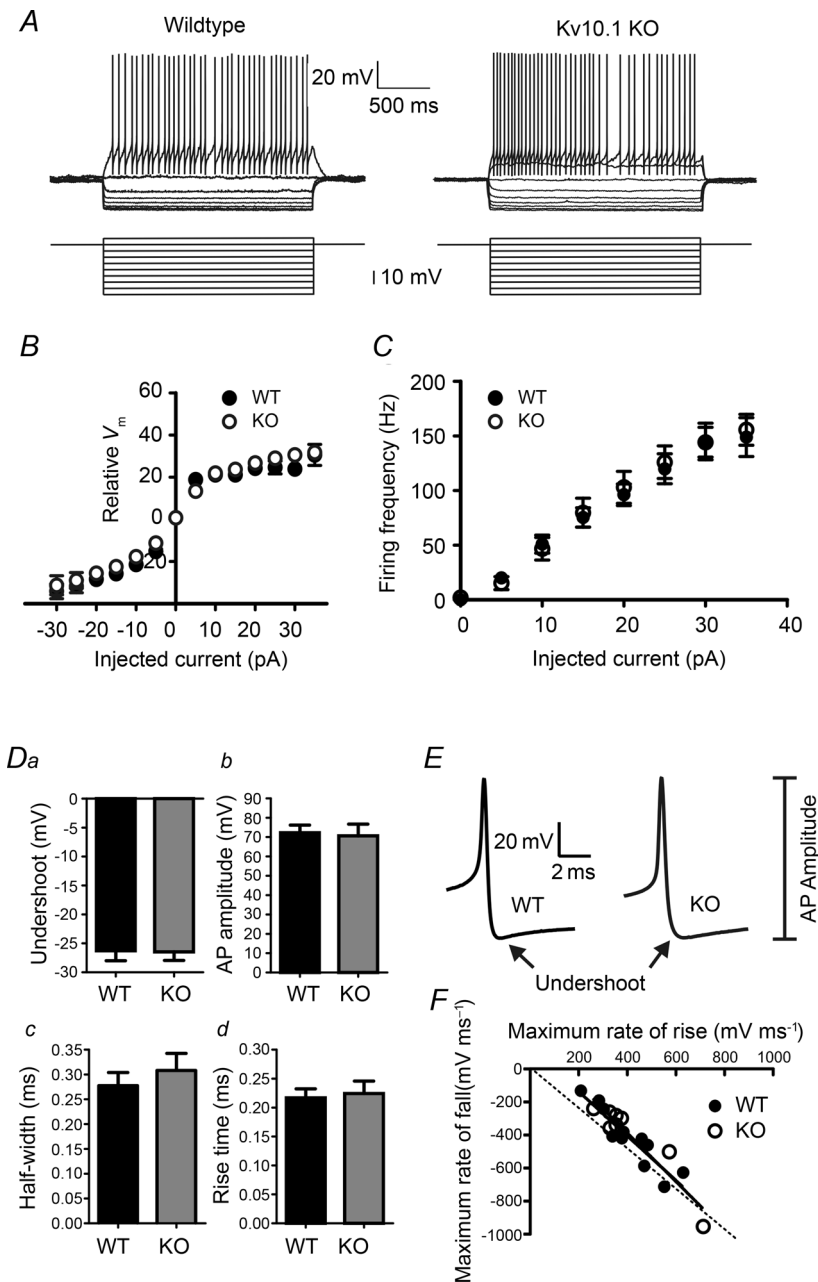 A
Wildtype
Kv10.1 KO
20 mV
500 ms
10 mV
B
60
40
20
0
20
Relative Vm
WT
KO
-30 -20 -10 0 10 20 30
Injected current (pA)
C
200
150
100
50
0
Firing frequency (Hz)
WT
KO
0 10 20 30 40
Injected current (pA)
Da
0
-5
-10
-15
-20
-25
-30
Undershoot (mV)
WT KO
b
90
80
70
60
50
40
30
20
10
0
AP amplitude (mV)
WT KO
c
0.35
0.30
0.25
0.20
0.15
0.10
0.05
0.00
Half-width (ms)
WT KO
d
0.30
0.25
0.20
0.15
0.10
0.05
0.00
Rise time (ms)
WT KO
E
20 mV
2 ms
WT
KO
Undershoot
AP Amplitude
F
Maximum rate of rise (mV ms⁻¹)
200 400 600 800 1000
0
-200
-400
-600
-800
-1000
Maximum rate of fall(mV ms⁻¹)
WT
KO